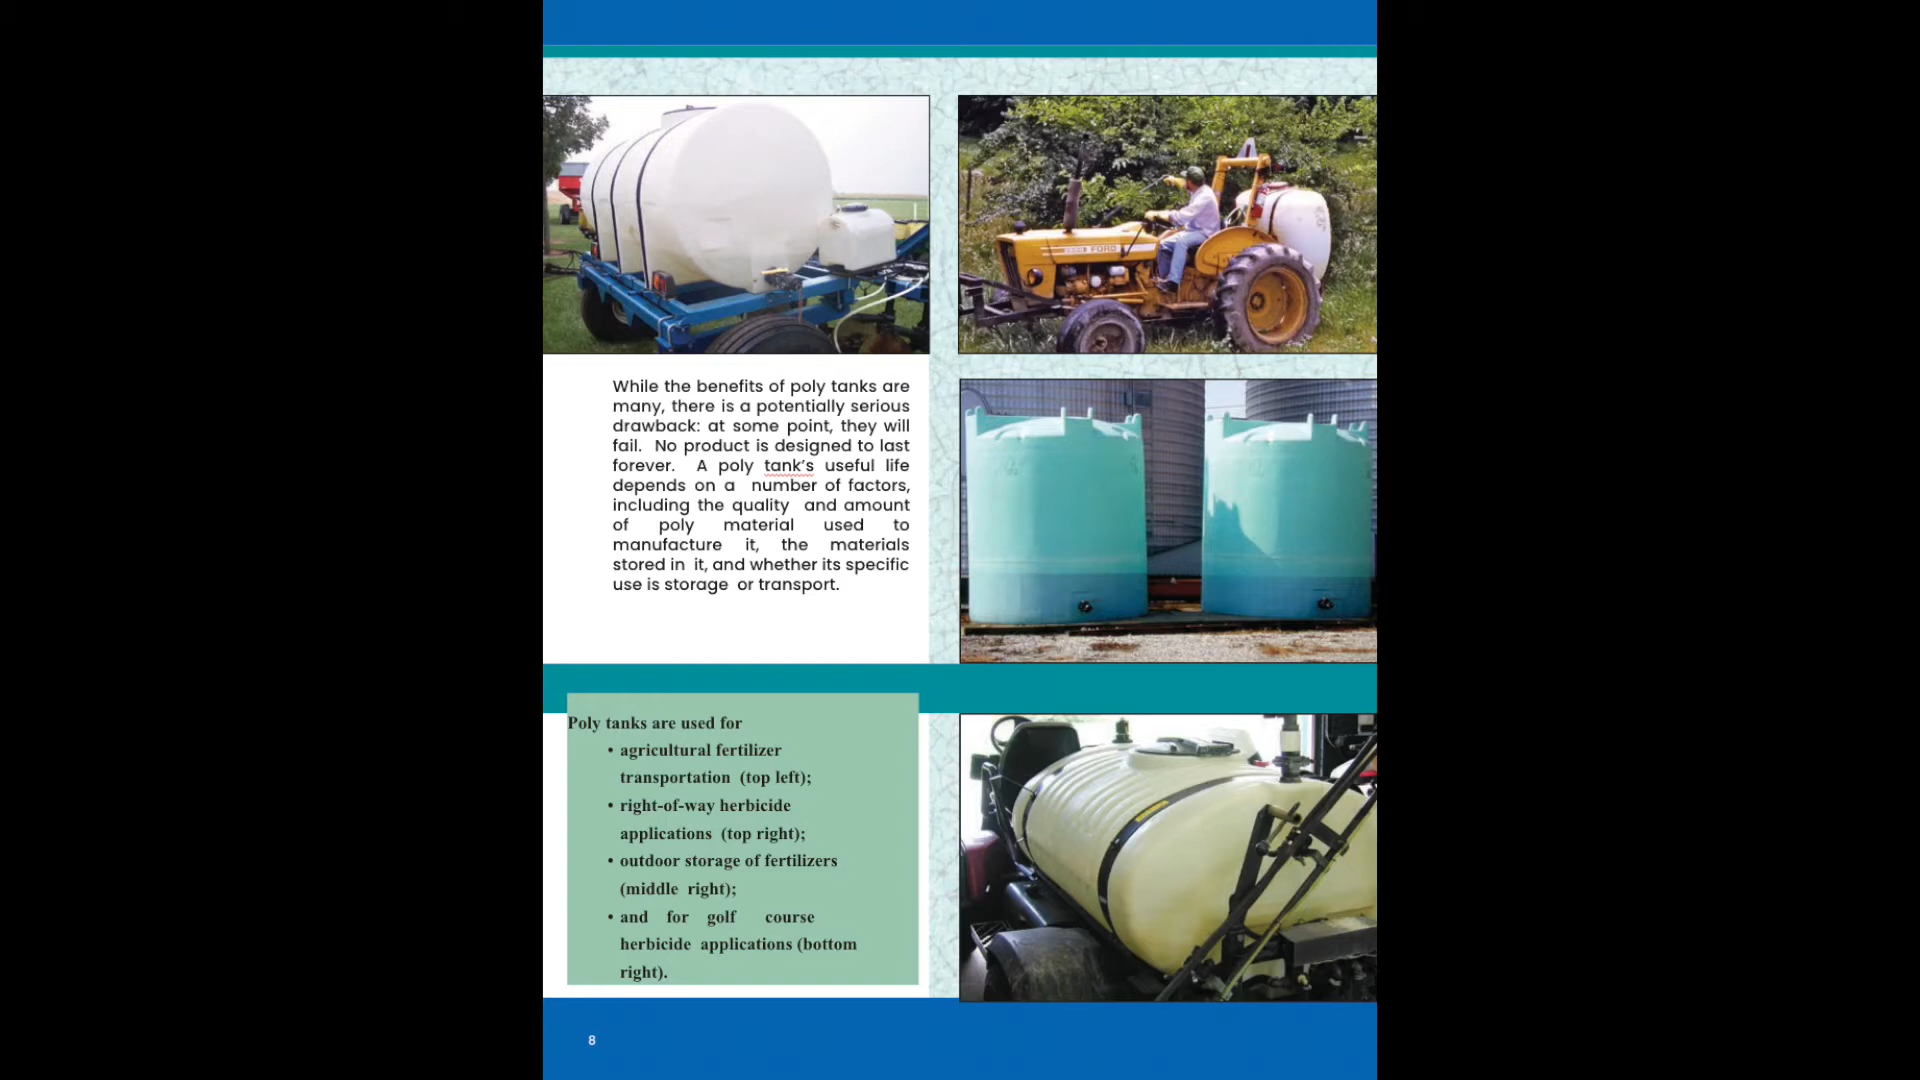 While the benefits of poly tanks are
many, there is a potentially serious
drawback: at some point, they will
fail. No product is designed to last
forever. A poly tank's useful life
depends on a number of factors,
including the quality and amount
of poly material used to
manufacture it, the materials
stored in it, and whether its specific
use is storage or transport.
FORD
Poly tanks are used for
• agricultural fertilizer
transportation (top left);
• right-of-way herbicide
applications (top right);
• outdoor storage of fertilizers
(middle right);
• and for golf course
herbicide applications (bottom
right).
8